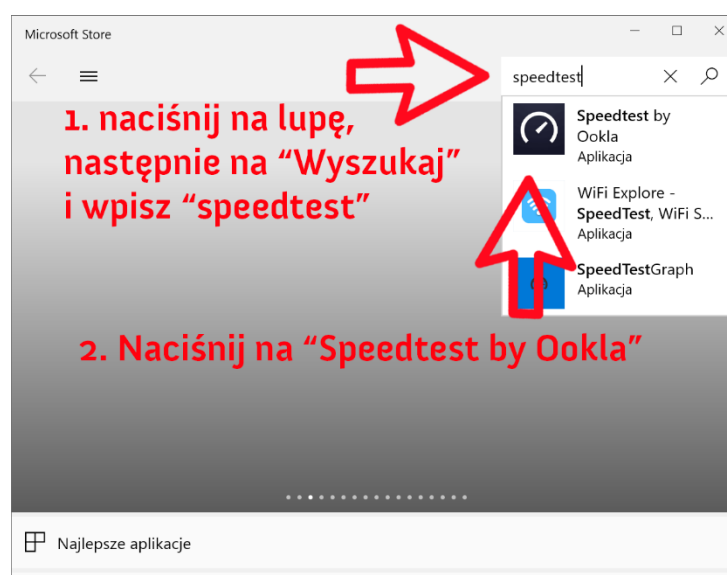 Microsoft Store
speedtest
1. naciśnij na lupę,
następnie na “Wyszukaj”
i wpisz “speedtest”
Speedtest by
Ookla
Aplikacja
WiFi Explore -
SpeedTest, WiFi S...
Aplikacja
SpeedTestGraph
Aplikacja
2. Naciśnij na “Speedtest by Ookla”
Najlepsze aplikacje